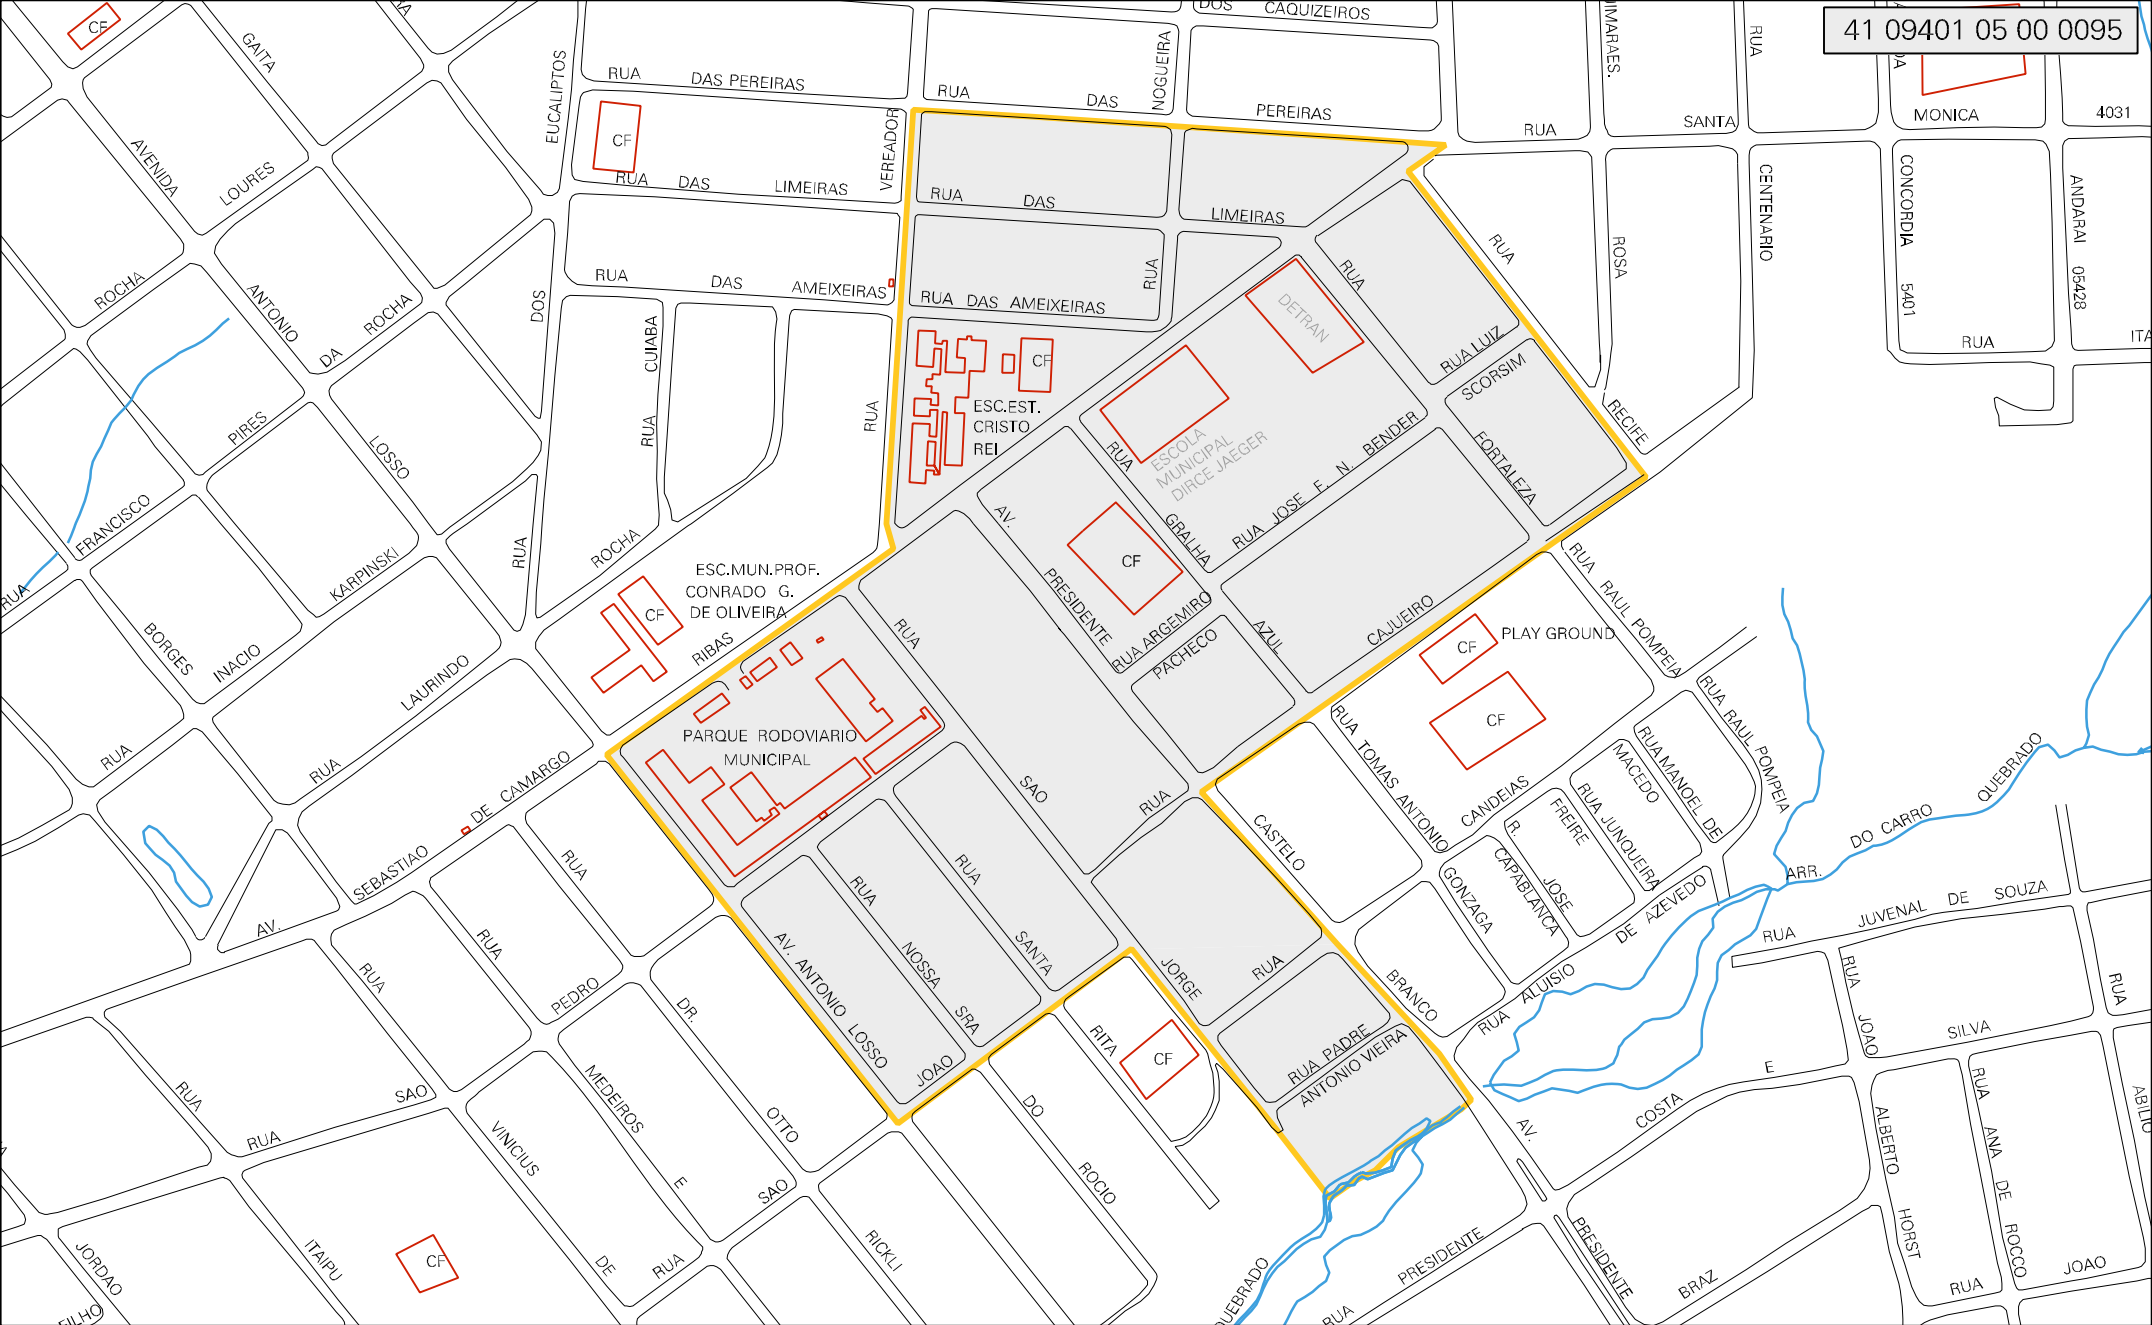 41 09401 05 00 0095
CF
GAITA
EUCALIPTOS
RUA DAS PEREIRAS
DOS CAQUIZEIROS
NOGUEIRA
RUA DAS PEREIRAS
RUA
RUA SANTA MONICA 4031
CF
VEREADOR
AVENIDA
LOURES
RUA DAS LIMEIRAS
RUA DAS LIMEIRAS
CENTENARIO
CONCORDIA 5401
ANDARAI 05428
ROSA
RUA
RUA
RUA
ROCHA
ANTONIO
DA ROCHA
DOS
RUA DAS AMEIXEIRAS
RUA DAS AMEIXEIRAS
DETRAN
RUA LUIZ
SCORSIM
RUA
CUIABA
RUA
RUA
CF
ESC.EST.
CRISTO
REI
RECIFE
PIRES
LOSSO
RUA
ESCOLA
MUNICIPAL
DIRCE JAEGER
RUA JOSE F. N. BENDER
FORTALEZA
FRANCISCO
RUA
KARPINSKI
RUA
ROCHA
AV.
GRALHA
CF
ESC.MUN.PROF.
CONRADO G.
DE OLIVEIRA
CF
RIBAS
PRESIDENTE
RUA ARGEMIRO
PACHECO
AZUL
CAJUEIRO
RUA RAUL POMPEIA
PLAY GROUND
CF
CF
BORGES
INACIO
LAURINDO
RUA
RUA
RUA
PARQUE RODOVIARIO
MUNICIPAL
RUA TOMAS ANTONIO
RUA RAUL POMPEIA
RUA MANOEL DE
MACEDO
RUA JUNQUEIRA
FREIRE
CANDEIAS
R.
CAPABLANCA
JOSE
GONZAGA
QUEBRADO
DO CARRO
ARR.
DE CAMARGO
SEBASTIAO
AV.
RUA
SAO
RUA
CASTELO
RUA
RUA
NOSSA
SRA
RUA
SANTA
AV. ANTONIO LOSSO
JOAO
JORGE
RUA
BRANCO
RUA ALUISIO DE AZEVEDO
RUA JUVENAL DE SOUZA
RUA
RUA
RUA
PEDRO
DR.
RITA
CF
RUA PADRE
ANTONIO VIEIRA
RUA
JOAO
SILVA
E
COSTA
RUA
RUA
SAO
RUA
VINICIUS
MEDEIROS
OTTO
DO
ROCIO
AV.
ALBERTO
HORST
RUA
ANA
DE
ROCCO
JORDAO
FILHO
ITAIPU
CF
DE
RUA
E
SAO
RICKLI
RUA PRESIDENTE
PRESIDENTE
BRAZ
RUA
JOAO